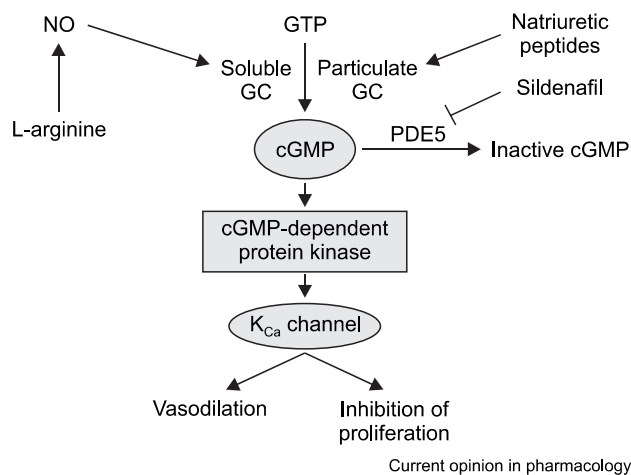 NO
GTP
Natriuretic
peptides
Soluble
GC
Particulate
GC
Sildenafil
L-arginine
cGMP
PDE5
Inactive cGMP
cGMP-dependent
protein kinase
KCa channel
Vasodilation
Inhibition of
proliferation
Current opinion in pharmacology